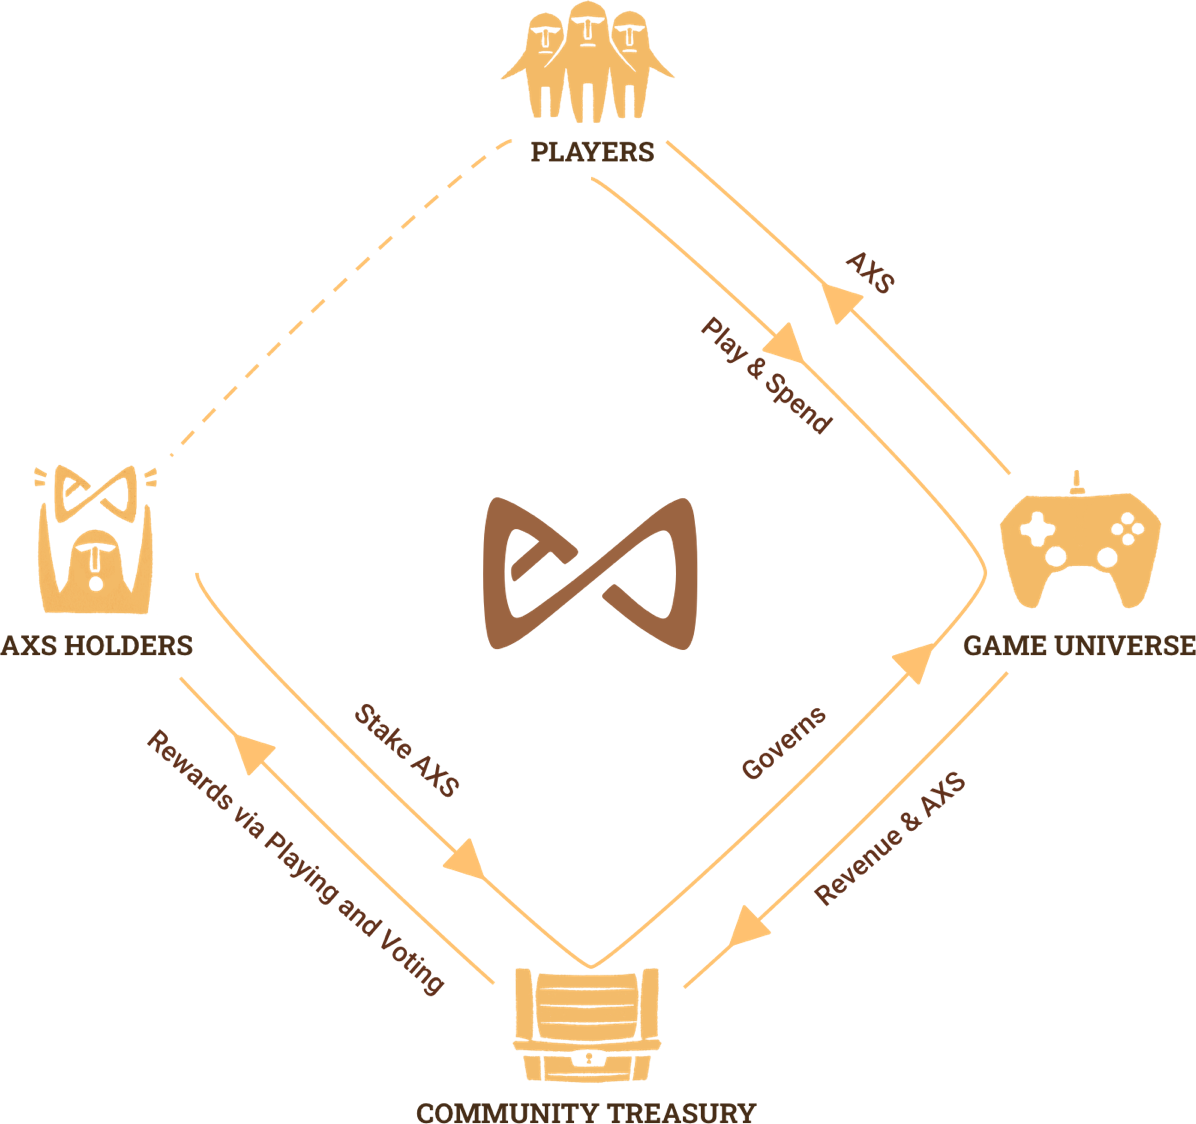 PLAYERS
AXS
Play & Spend
AXS HOLDERS
GAME UNIVERSE
Stake AXS
Governs
Rewards via Playing and Voting
Revenue & AXS
COMMUNITY TREASURY